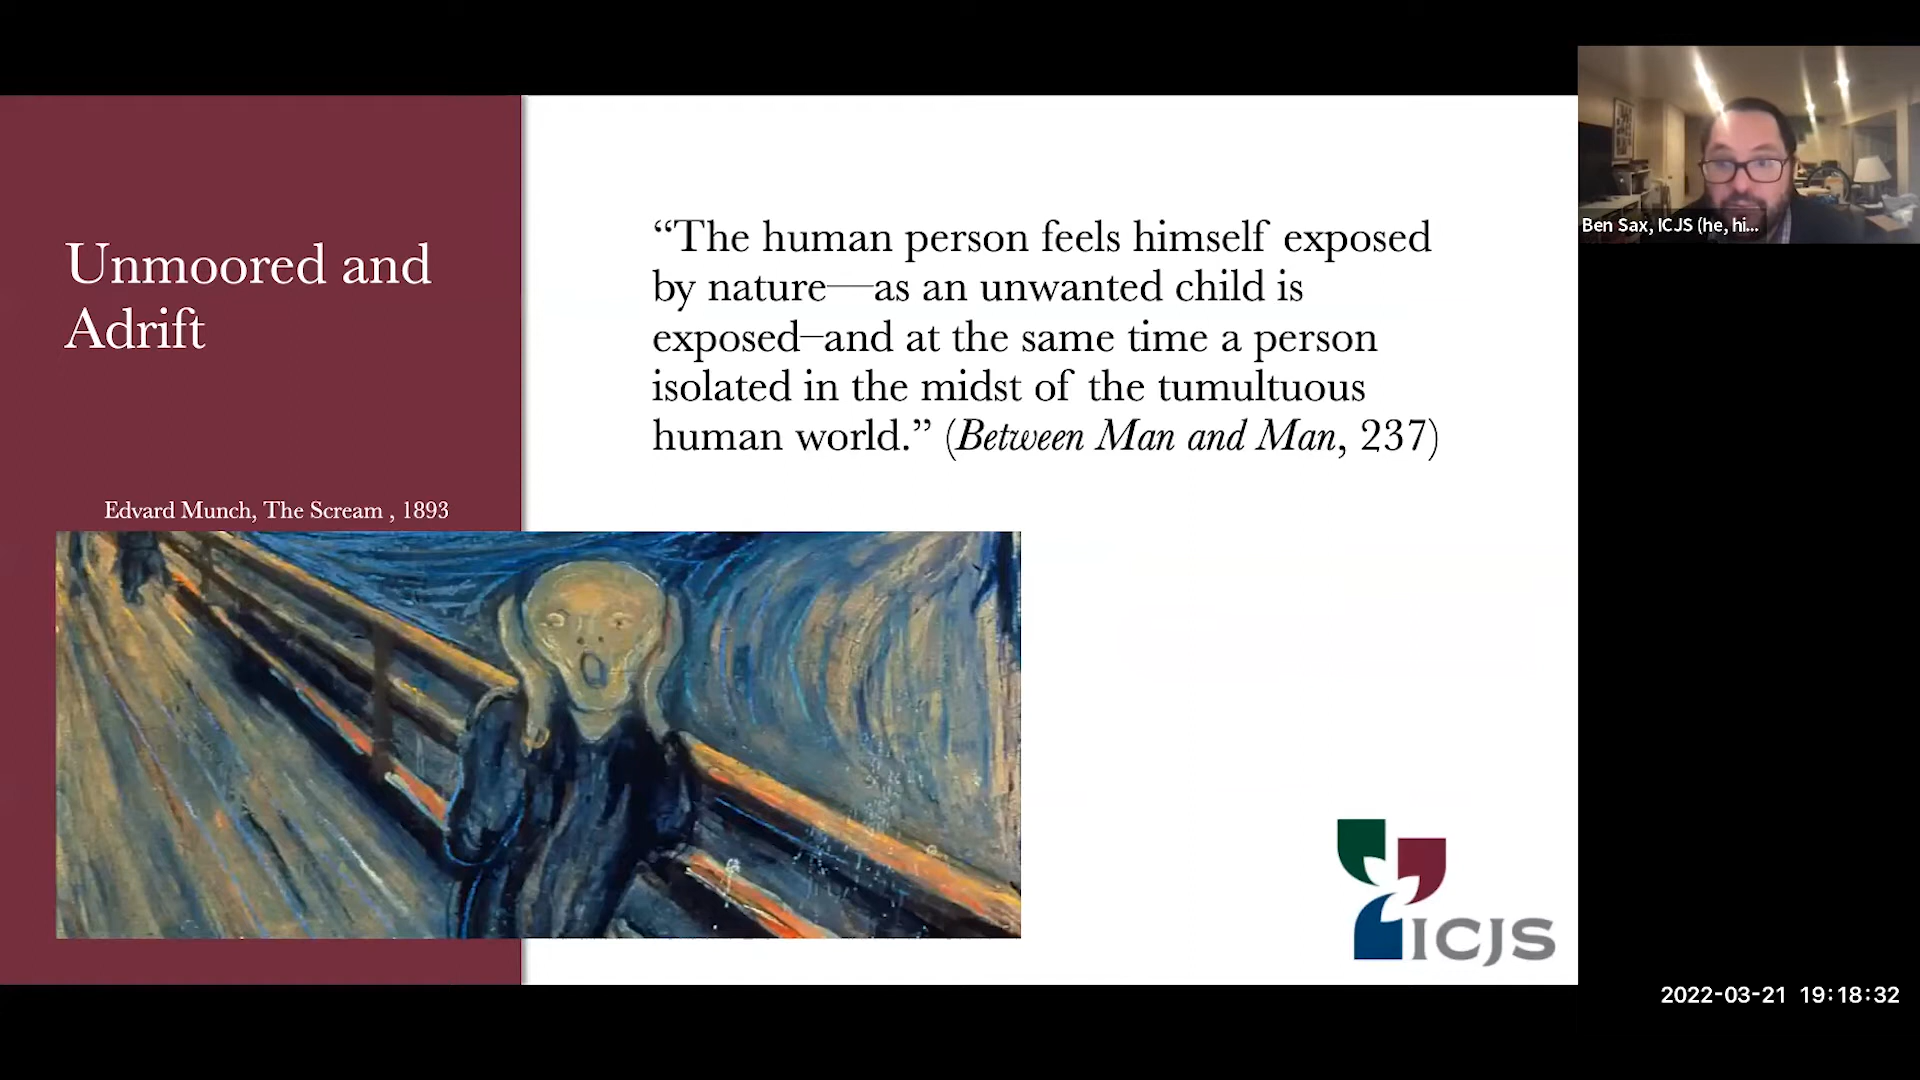 Unmoored and
Adrift
Edvard Munch, The Scream , 1893
“The human person feels himself exposed
by nature—as an unwanted child is
exposed–and at the same time a person
isolated in the midst of the tumultuous
human world.” (Between Man and Man, 237)
ICJS
Ben Sax, ICJS (he, hi...
2022-03-21 19:18:32